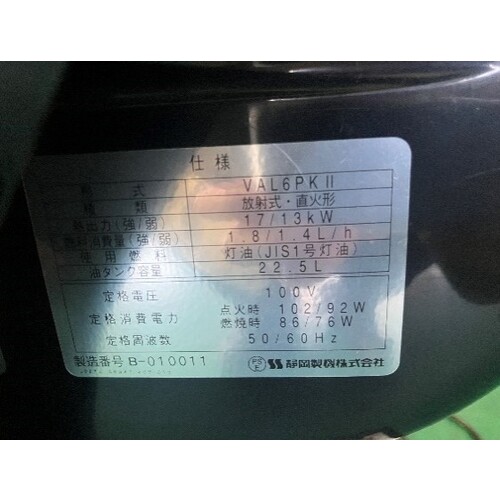 仕様
型式 VAL6PKⅡ
種類 放射式・直火形
熱出力(強/弱) 17/13kW
燃料消費量(強/弱) 1.8/1.4L/h
使用燃料 灯油(JIS1号灯油)
油タンク容量 22.5L
定格電圧 100V
定格消費電力 点火時 102/92W
燃焼時 86/76W
定格周波数 50/60Hz
製造番号 B-010011 PSE 静岡製機株式会社